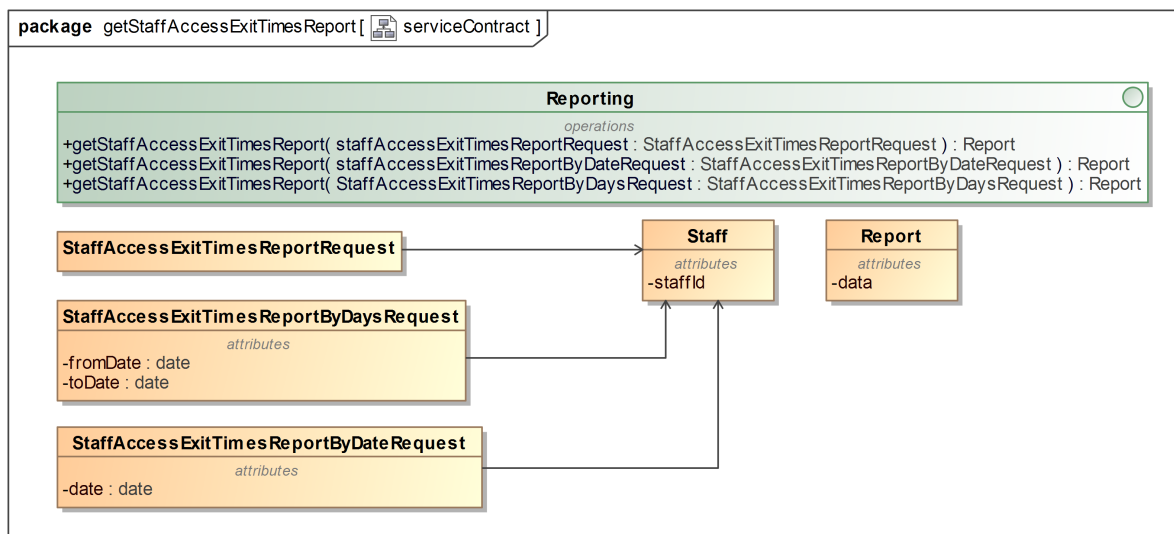 package getStaffAccessExitTimesReport [ serviceContract ]
Reporting
operations
+getStaffAccessExitTimesReport( staffAccessExitTimesReportRequest : StaffAccessExitTimesReportRequest ) : Report
+getStaffAccessExitTimesReport( staffAccessExitTimesReportByDateRequest : StaffAccessExitTimesReportByDateRequest ) : Report
+getStaffAccessExitTimesReport( StaffAccessExitTimesReportByDaysRequest : StaffAccessExitTimesReportByDaysRequest ) : Report
StaffAccessExitTimesReportRequest
Staff
attributes
-staffId
Report
attributes
-data
StaffAccessExitTimesReportByDaysRequest
attributes
-fromDate : date
-toDate : date
StaffAccessExitTimesReportByDateRequest
attributes
-date : date